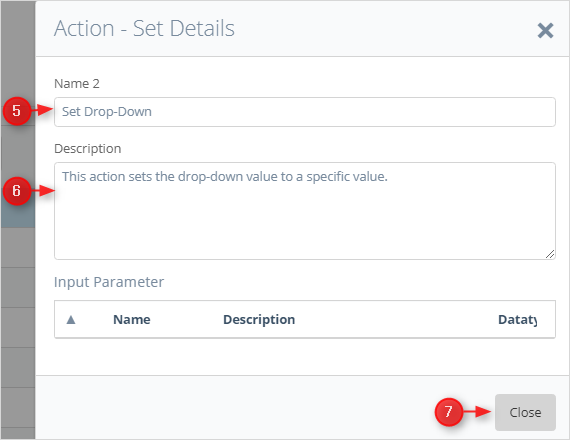 Action - Set Details
Name 2
5
Set Drop-Down
Description
6
This action sets the drop-down value to a specific value.
Input Parameter
Name Description Dataty
7
Close